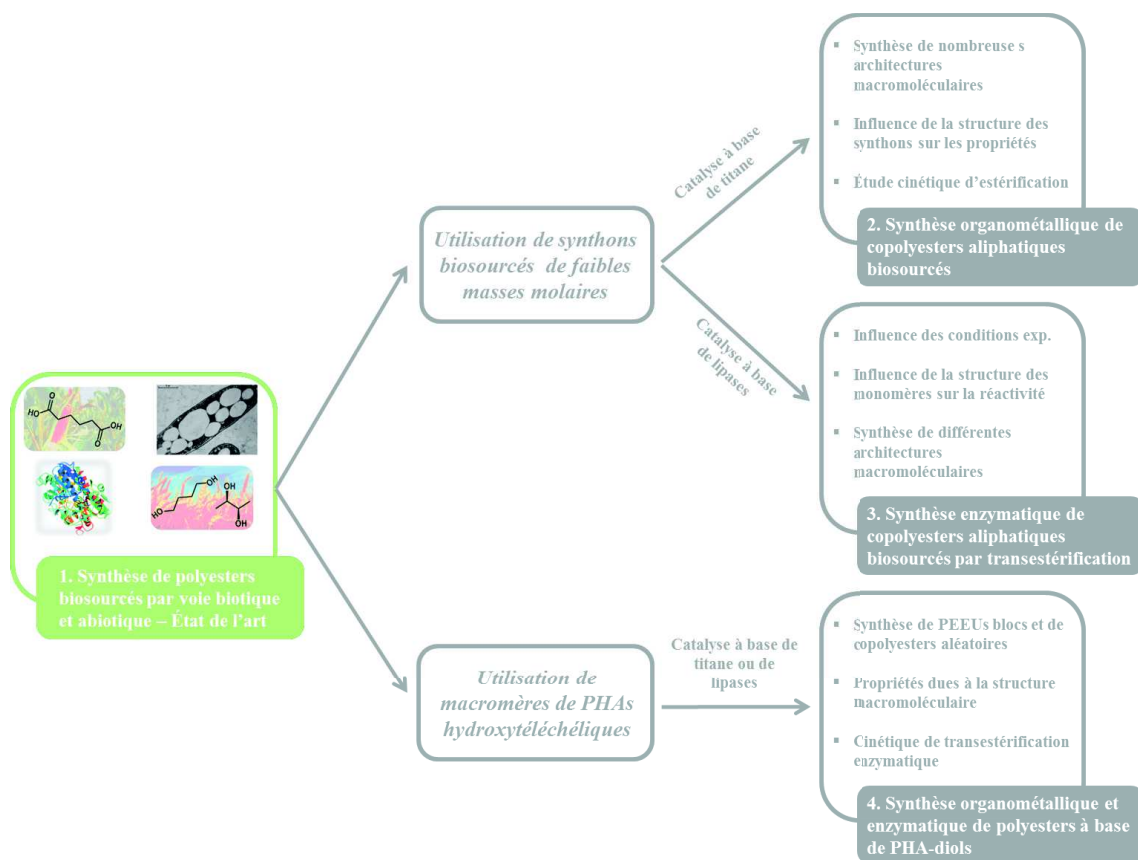 HO
O
O
OH
HO
OH
OH
OH
1. Synthèse de polyesters
biosourcés par voie biotique
et abiotique – État de l'art
Utilisation de synthons
biosourcés de faibles
masses molaires
Catalyse à base
de titane
Catalyse à base
de lipases
▪ Synthèse de nombreuse s
architectures
macromoléculaires
▪ Influence de la structure des
synthons sur les propriétés
▪ Étude cinétique d'estérification
2. Synthèse organométallique de
copolyesters aliphatiques
biosourcés
▪ Influence des conditions exp.
▪ Influence de la structure des
monomères sur la réactivité
▪ Synthèse de différentes
architectures
macromoléculaires
3. Synthèse enzymatique de
copolyesters aliphatiques
biosourcés par transestérification
Utilisation de
macromères de PHAs
hydroxytéléchéliques
Catalyse à base de
titane ou de
lipases
▪ Synthèse de PEEUs blocs et de
copolyesters aléatoires
▪ Propriétés dues à la structure
macromoléculaire
▪ Cinétique de transestérification
enzymatique
4. Synthèse organométallique et
enzymatique de polyesters à base
de PHA-diols